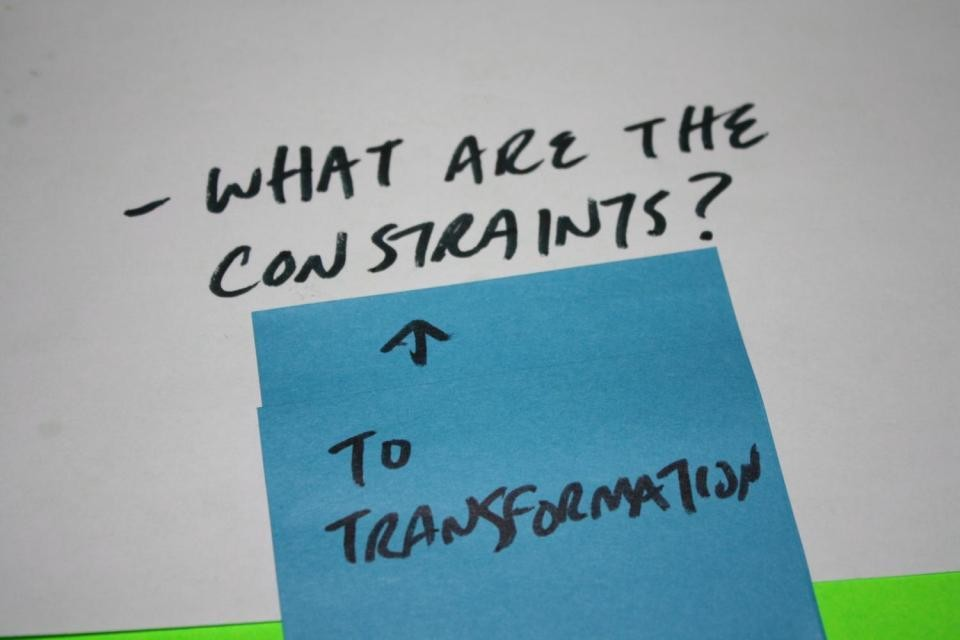 - WHAT ARE THE
CONSTRAINTS?
↑
TO
TRANSFORMATION